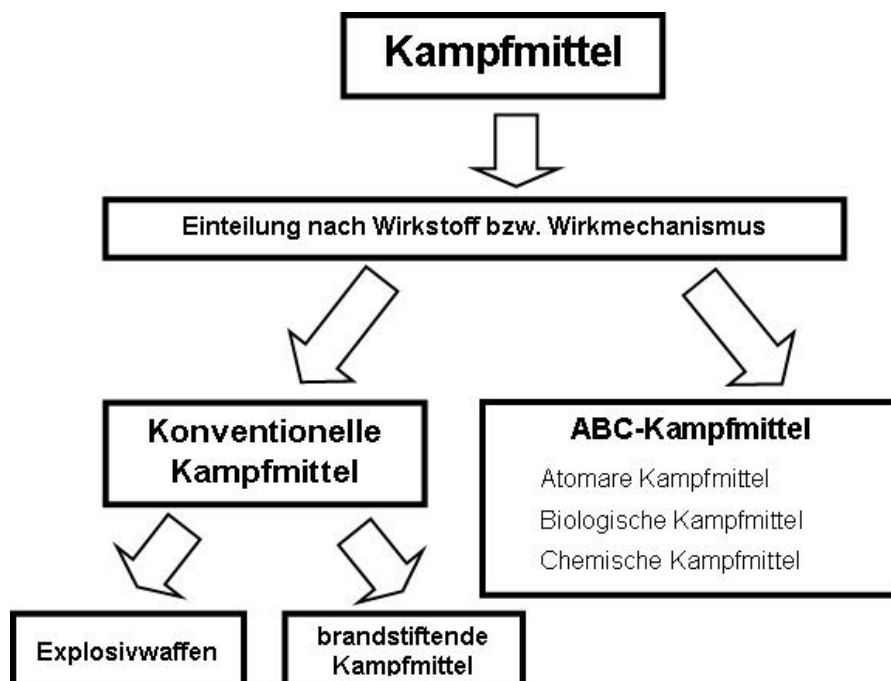 Kampfmittel
Einteilung nach Wirkstoff bzw. Wirkmechanismus
Konventionelle
Kampfmittel
ABC-Kampfmittel
Atomare Kampfmittel
Biologische Kampfmittel
Chemische Kampfmittel
Explosivwaffen
brandstiftende
Kampfmittel